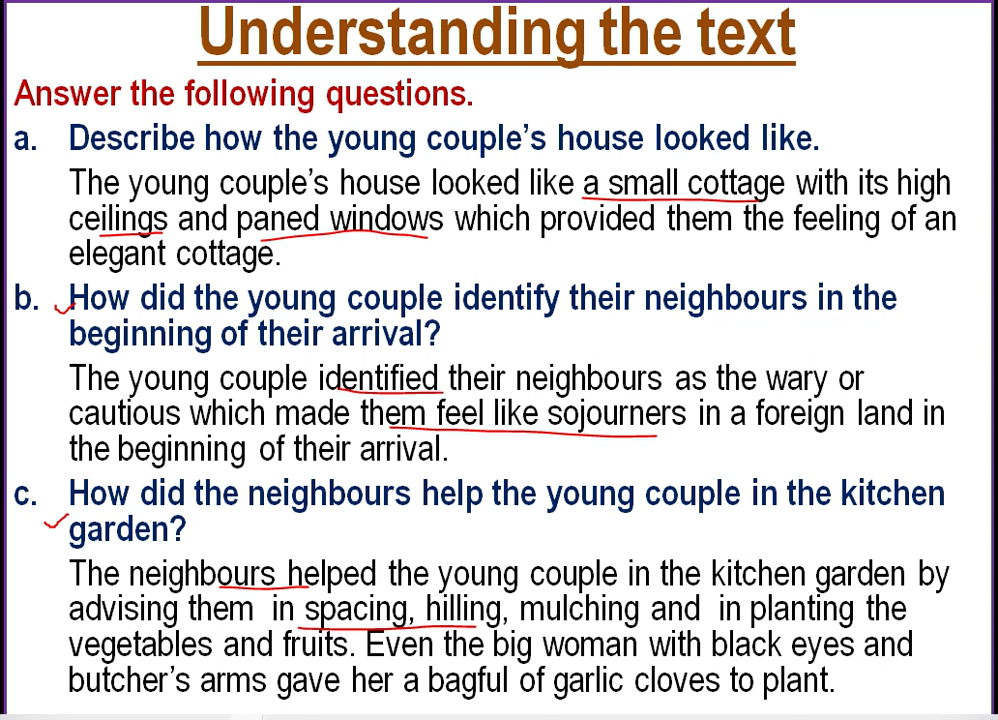 Understanding the text
Answer the following questions.
a. Describe how the young couple's house looked like.
The young couple's house looked like a small cottage with its high
ceilings and paned windows which provided them the feeling of an
elegant cottage.
b. How did the young couple identify their neighbours in the
beginning of their arrival?
The young couple identified their neighbours as the wary or
cautious which made them feel like sojourners in a foreign land in
the beginning of their arrival.
c. How did the neighbours help the young couple in the kitchen
garden?
The neighbours helped the young couple in the kitchen garden by
advising them in spacing, hilling, mulching and in planting the
vegetables and fruits. Even the big woman with black eyes and
butcher's arms gave her a bagful of garlic cloves to plant.